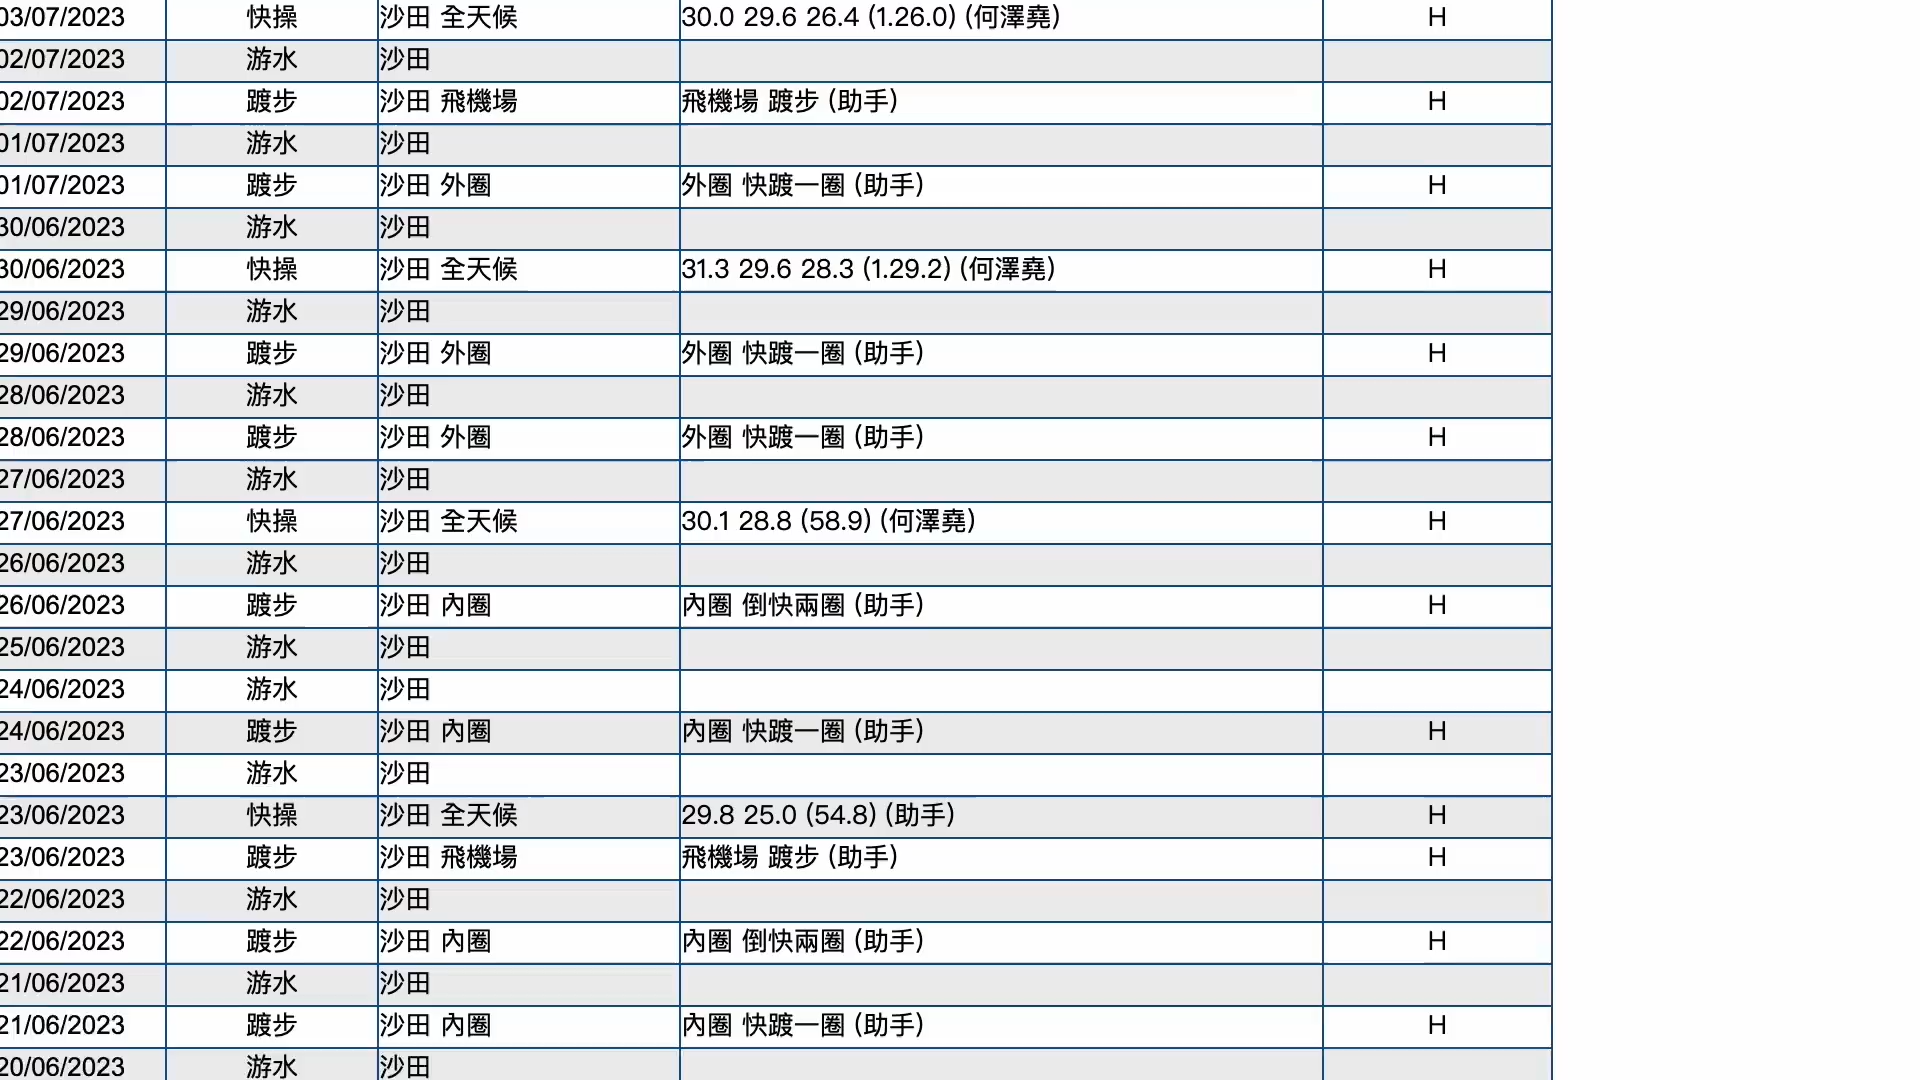 03/07/2023 快操 沙田 全天候 30.0 29.6 26.4 (1.26.0) (何澤堯) H
02/07/2023 游水 沙田
02/07/2023 踱步 沙田 飛機場 飛機場 踱步 (助手) H
01/07/2023 游水 沙田
01/07/2023 踱步 沙田 外圈 外圈 快踱一圈 (助手) H
30/06/2023 游水 沙田
30/06/2023 快操 沙田 全天候 31.3 29.6 28.3 (1.29.2) (何澤堯) H
29/06/2023 游水 沙田
29/06/2023 踱步 沙田 外圈 外圈 快踱一圈 (助手) H
28/06/2023 游水 沙田
28/06/2023 踱步 沙田 外圈 外圈 快踱一圈 (助手) H
27/06/2023 游水 沙田
27/06/2023 快操 沙田 全天候 30.1 28.8 (58.9) (何澤堯) H
26/06/2023 游水 沙田
26/06/2023 踱步 沙田 內圈 內圈 倒快兩圈 (助手) H
25/06/2023 游水 沙田
24/06/2023 游水 沙田
24/06/2023 踱步 沙田 內圈 內圈 快踱一圈 (助手) H
23/06/2023 游水 沙田
23/06/2023 快操 沙田 全天候 29.8 25.0 (54.8) (助手) H
23/06/2023 踱步 沙田 飛機場 飛機場 踱步 (助手) H
22/06/2023 游水 沙田
22/06/2023 踱步 沙田 內圈 內圈 倒快兩圈 (助手) H
21/06/2023 游水 沙田
21/06/2023 踱步 沙田 內圈 內圈 快踱一圈 (助手) H
20/06/2023 游水 沙田